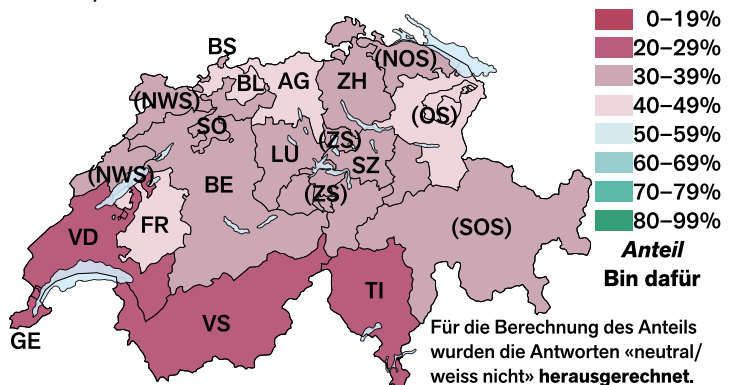 0–19%
20–29%
30–39%
40–49%
50–59%
60–69%
70–79%
80–99%
Anteil
Bin dafür
BS
BL
AG
ZH
(NOS)
(NWS)
SO
(ZS)
(OS)
LU
SZ
(NWS)
BE
(ZS)
FR
VD
(SOS)
TI
VS
GE
Für die Berechnung des Anteils
wurden die Antworten «neutral/
weiss nicht» herausgerechnet.